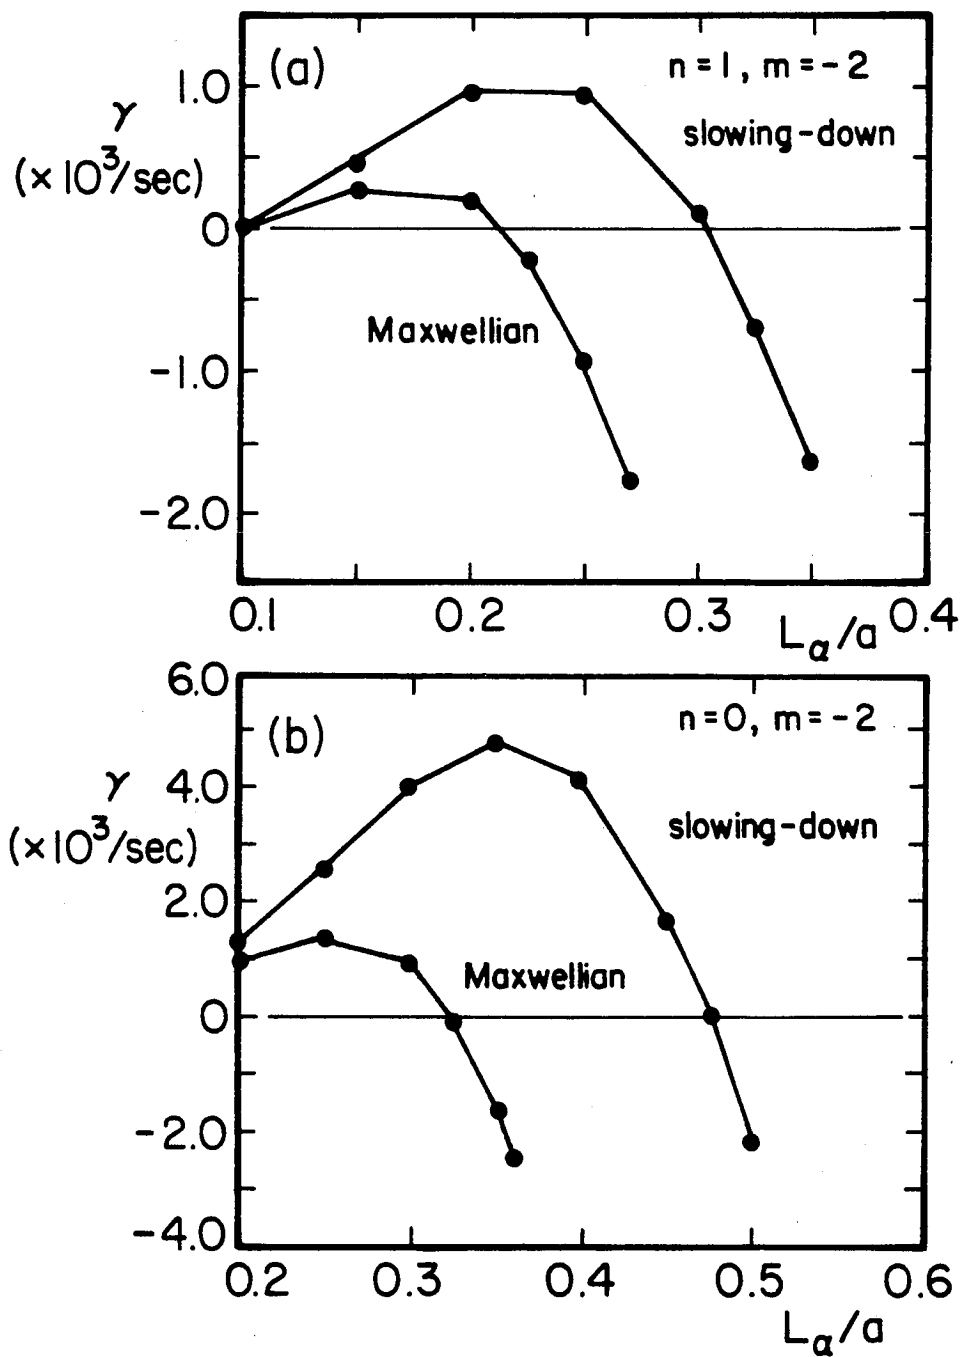 (a)
n=1, m=-2
slowing-down
Maxwellian
γ
(×10³/sec)
1.0
0
-1.0
-2.0
0.1 0.2 0.3 0.4
Lα/a
(b)
n=0, m=-2
slowing-down
Maxwellian
γ
(×10³/sec)
6.0
4.0
2.0
0
-2.0
-4.0
0.2 0.3 0.4 0.5 0.6
Lα/a